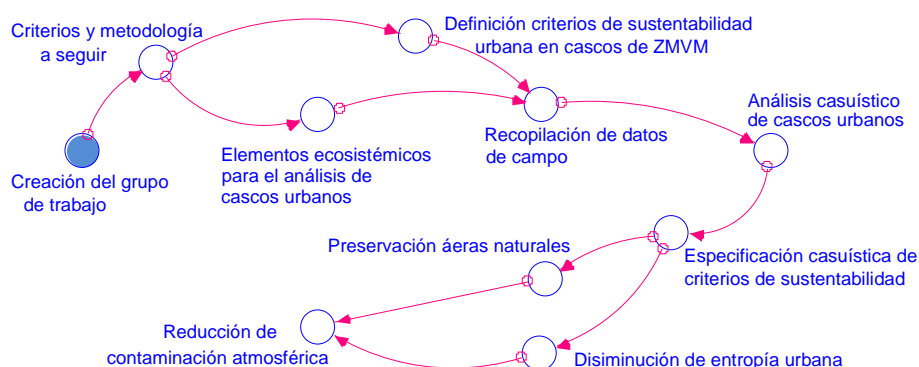 Criterios y metodología
a seguir
Definición criterios de sustentabilidad
urbana en cascos de ZMVM
Análisis casuístico
de cascos urbanos
Recopilación de datos
de campo
Elementos ecosistémicos
para el análisis de
cascos urbanos
Creación del grupo
de trabajo
Preservación áeras naturales
Especificación casuística de
criterios de sustentabilidad
Reducción de
contaminación atmosférica
Disiminución de entropía urbana